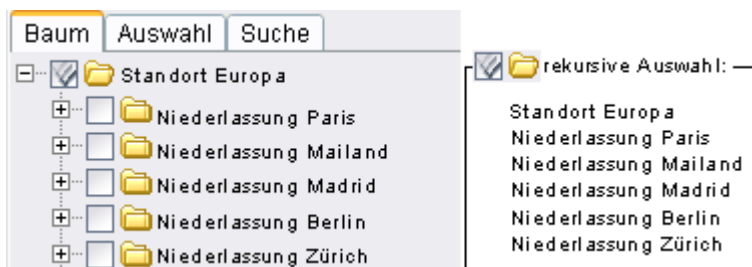 Baum Auswahl Suche
Standort Europa
Niederlassung Paris
Niederlassung Mailand
Niederlassung Madrid
Niederlassung Berlin
Niederlassung Zürich
rekursive Auswahl:
Standort Europa
Niederlassung Paris
Niederlassung Mailand
Niederlassung Madrid
Niederlassung Berlin
Niederlassung Zürich